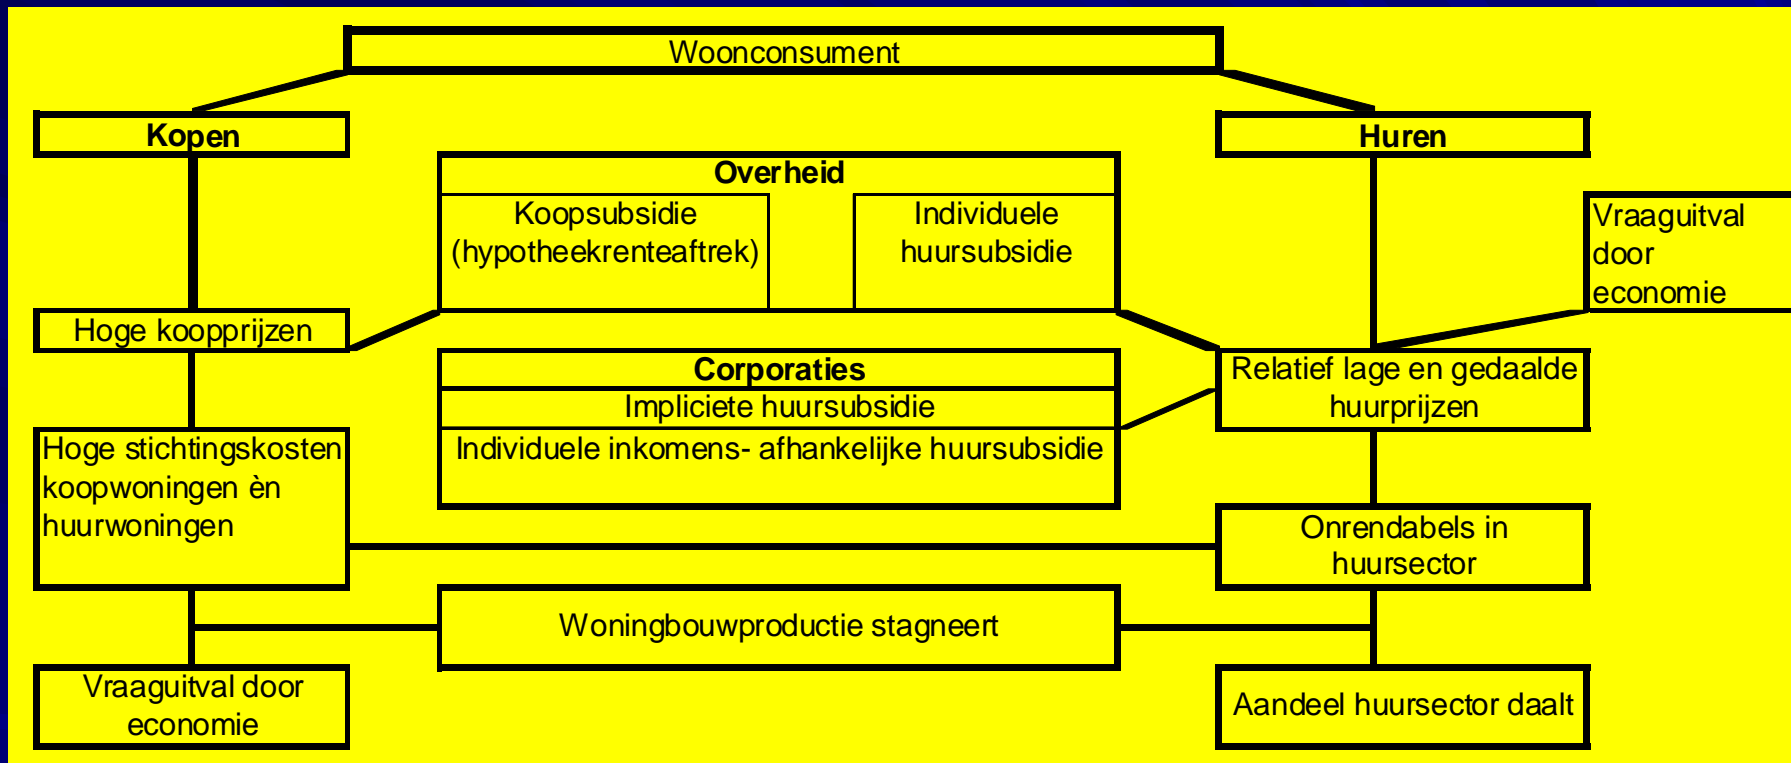 Woonconsument
Kopen
Huren
Overheid
Koopsubsidie
(hypotheekrenteaftrek)
Individuele
huursubsidie
Vraaguitval
door
economie
Hoge koopprijzen
Corporaties
Impliciete huursubsidie
Individuele inkomens- afhankelijke huursubsidie
Relatief lage en gedaalde
huurprijzen
Hoge stichtingskosten
koopwoningen èn
huurwoningen
Onrendabels in
huursector
Woningbouwproductie stagneert
Vraaguitval door
economie
Aandeel huursector daalt